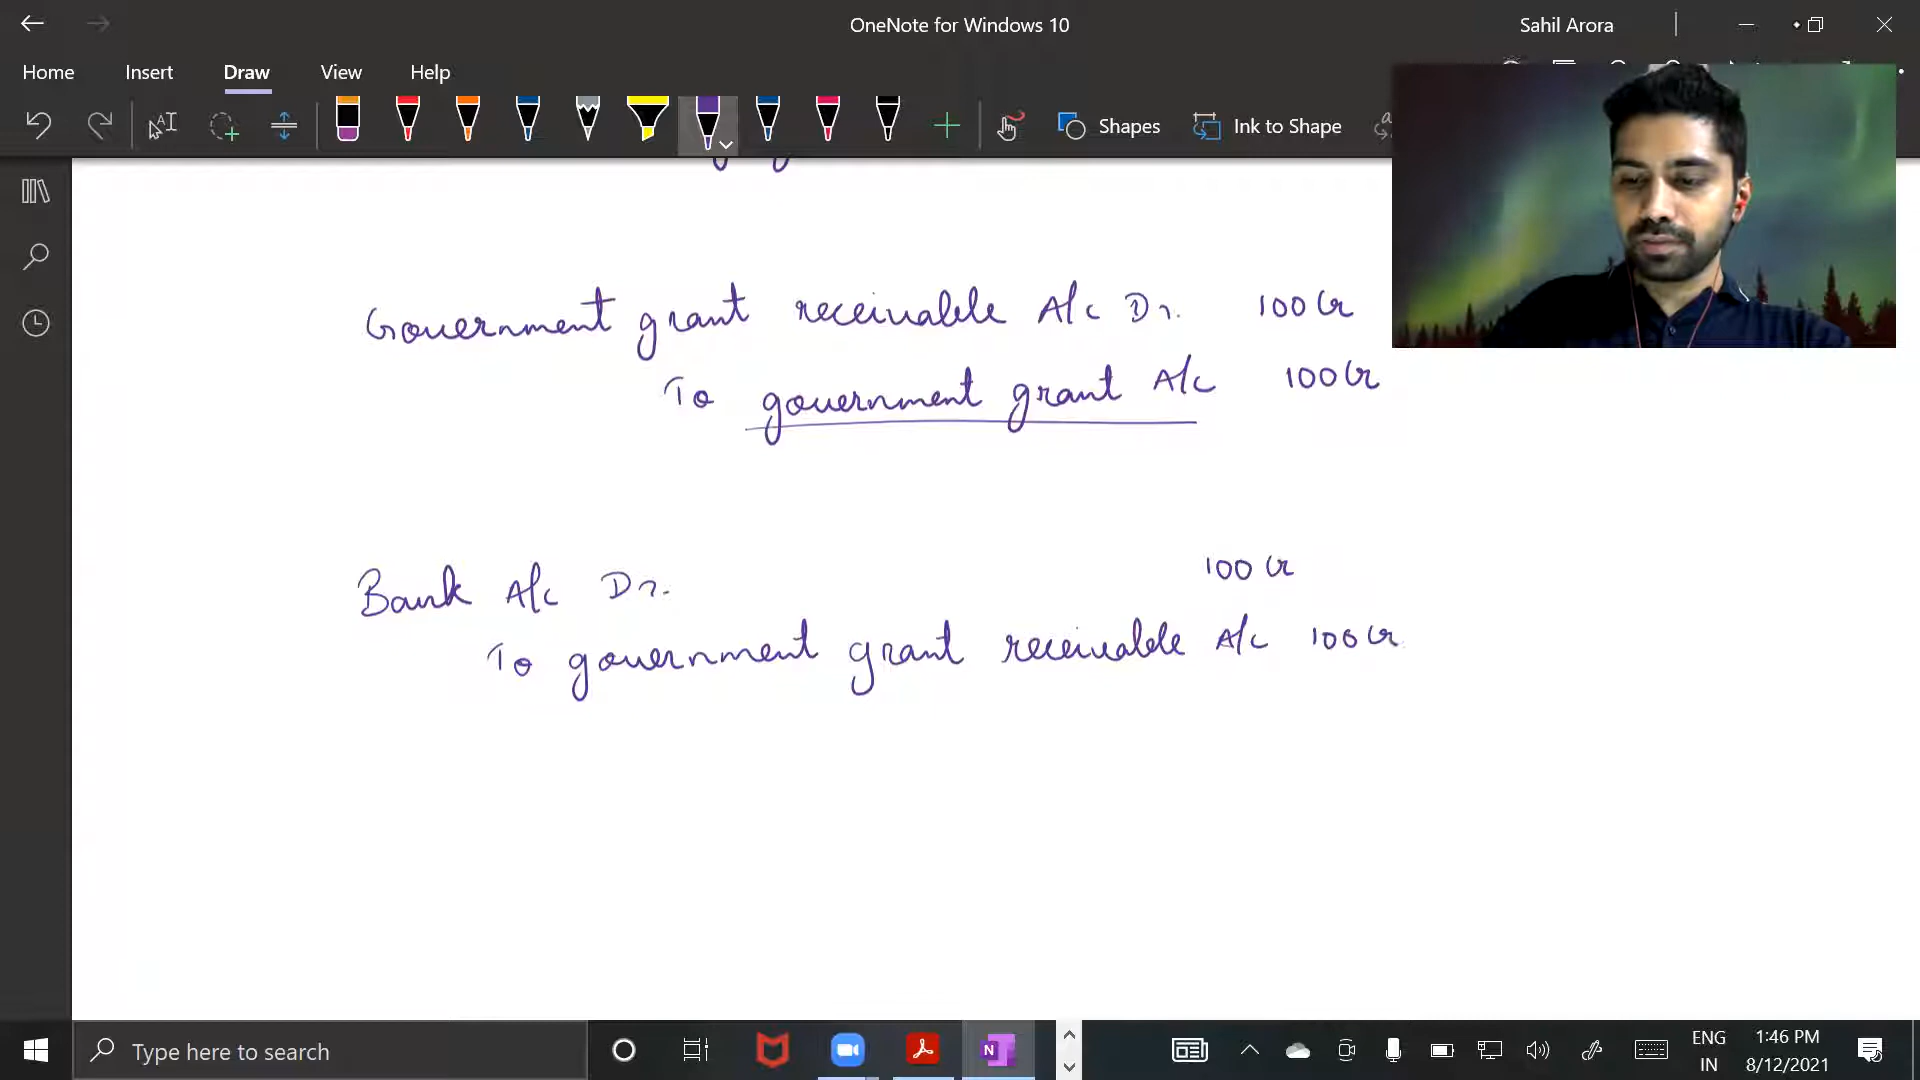 OneNote for Windows 10
Sahil Arora
Home Insert Draw View Help
Shapes Ink to Shape
Government grant receivable A/c Dr. 100 Cr
To government grant A/c 100 Cr
Bank A/c Dr. 100 Cr
To government grant receivable A/c 100 Cr
Type here to search
N
ENG 1:46 PM
IN 8/12/2021